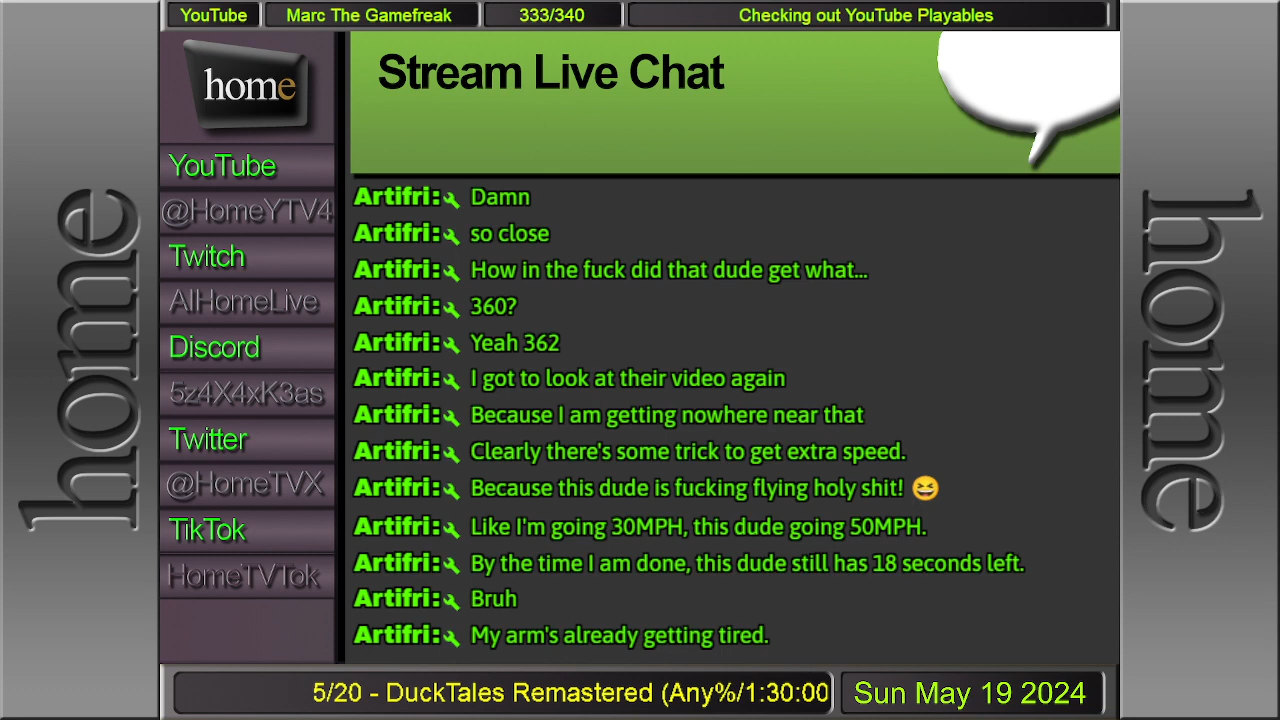 YouTube
Marc The Gamefreak
333/340
Checking out YouTube Playables
home
Stream Live Chat
YouTube
@HomeYTV4
Twitch
AIHomeLive
Discord
5z4X4xK3as
Twitter
@HomeTVX
TikTok
HomeTVTok
Artifri: Damn
Artifri: so close
Artifri: How in the fuck did that dude get what...
Artifri: 360?
Artifri: Yeah 362
Artifri: I got to look at their video again
Artifri: Because I am getting nowhere near that
Artifri: Clearly there's some trick to get extra speed.
Artifri: Because this dude is fucking flying holy shit! 😆
Artifri: Like I'm going 30MPH, this dude going 50MPH.
Artifri: By the time I am done, this dude still has 18 seconds left.
Artifri: Bruh
Artifri: My arm's already getting tired.
home
home
5/20 - DuckTales Remastered (Any%/1:30:00
Sun May 19 2024